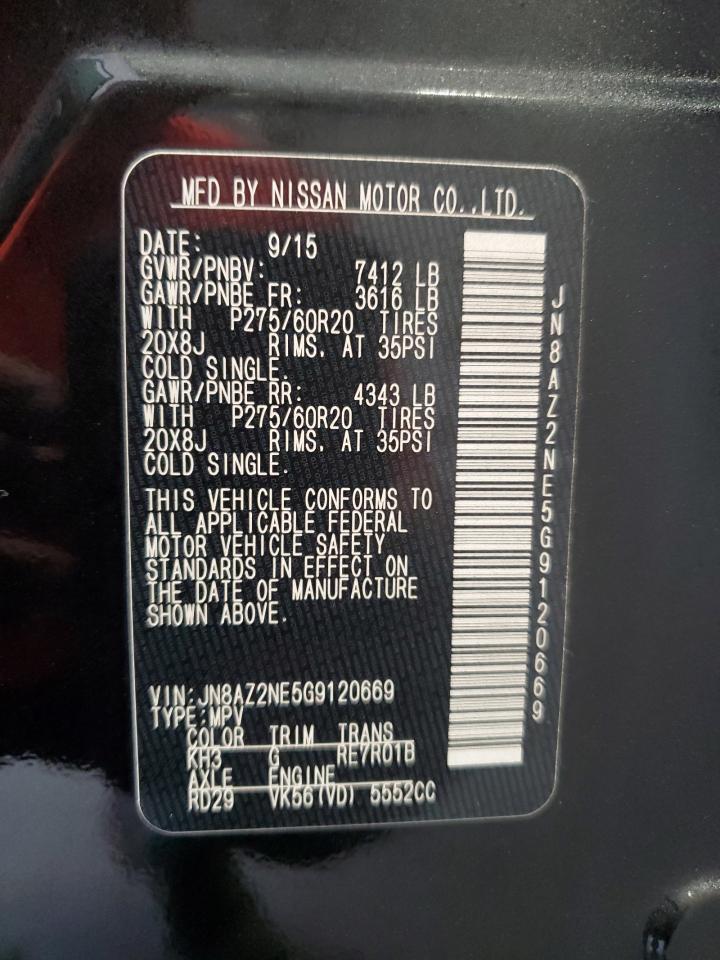 MFD BY NISSAN MOTOR CO.,LTD.
DATE: 9/15
GVWR/PNBV: 7412 LB
GAWR/PNBE FR: 3616 LB
WITH P275/60R20 TIRES
20X8J RIMS, AT 35PSI
COLD SINGLE.
GAWR/PNBE RR: 4343 LB
WITH P275/60R20 TIRES
20X8J RIMS, AT 35PSI
COLD SINGLE.
THIS VEHICLE CONFORMS TO
ALL APPLICABLE FEDERAL
MOTOR VEHICLE SAFETY
STANDARDS IN EFFECT ON
THE DATE OF MANUFACTURE
SHOWN ABOVE.
VIN:JN8AZ2NE5G9120669
TYPE:MPV
COLOR TRIM TRANS
KH3 G RE7R01B
AXLE ENGINE
RD29 VK56(VD) 5552CC
JN8AZ2NE5G9120669